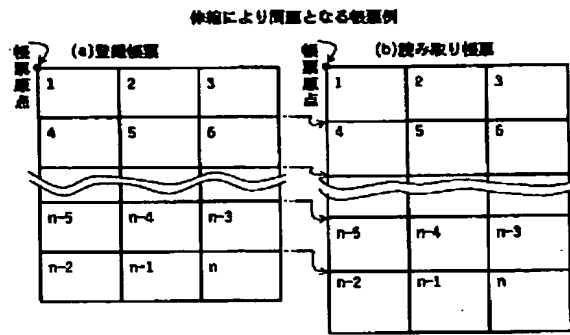 伸縮により問題となる帳票例
(a)登録帳票
(b)読み取り帳票
帳票原点
帳票原点
1 2 3
4 5 6
n-5 n-4 n-3
n-2 n-1 n
1 2 3
4 5 6
n-5 n-4 n-3
n-2 n-1 n